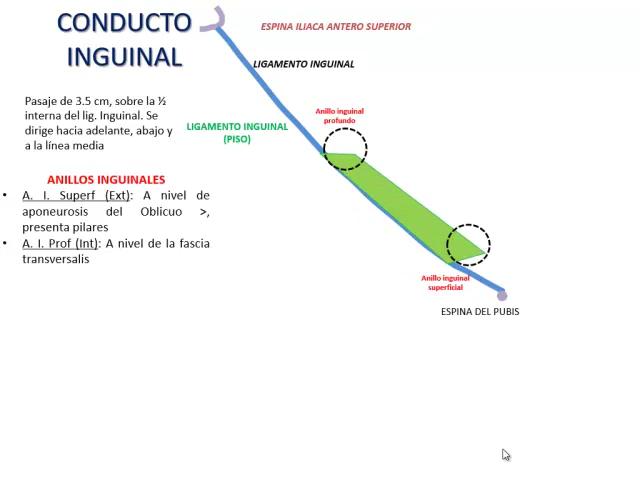 CONDUCTO
INGUINAL
ESPINA ILIACA ANTERO SUPERIOR
LIGAMENTO INGUINAL
Pasaje de 3.5 cm, sobre la ½
interna del lig. Inguinal. Se
dirige hacia adelante, abajo y
a la línea media
LIGAMENTO INGUINAL
(PISO)
Anillo inguinal
profundo
ANILLOS INGUINALES
• A. I. Superf (Ext): A nivel de
aponeurosis del Oblicuo >,
presenta pilares
• A. I. Prof (Int): A nivel de la fascia
transversalis
Anillo inguinal
superficial
ESPINA DEL PUBIS